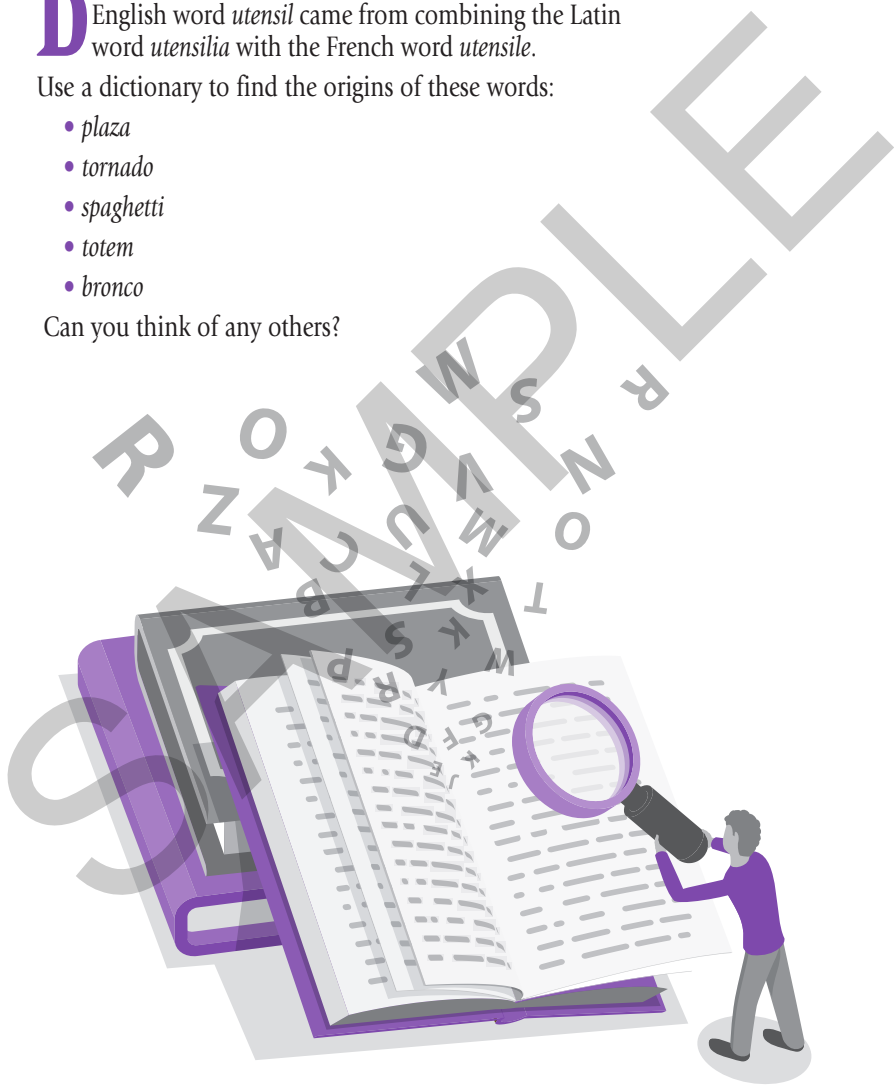 D English word utensil came from combining the Latin
word utensilia with the French word utensile.
Use a dictionary to find the origins of these words:
• plaza
• tornado
• spaghetti
• totem
• bronco
Can you think of any others?
SAMPLE
W
S
R
O
R
K
G
V
N
Z
A
C
U
M
O
B
L
X
T
P
S
K
W
R
Y
D
F
G
E
J
K